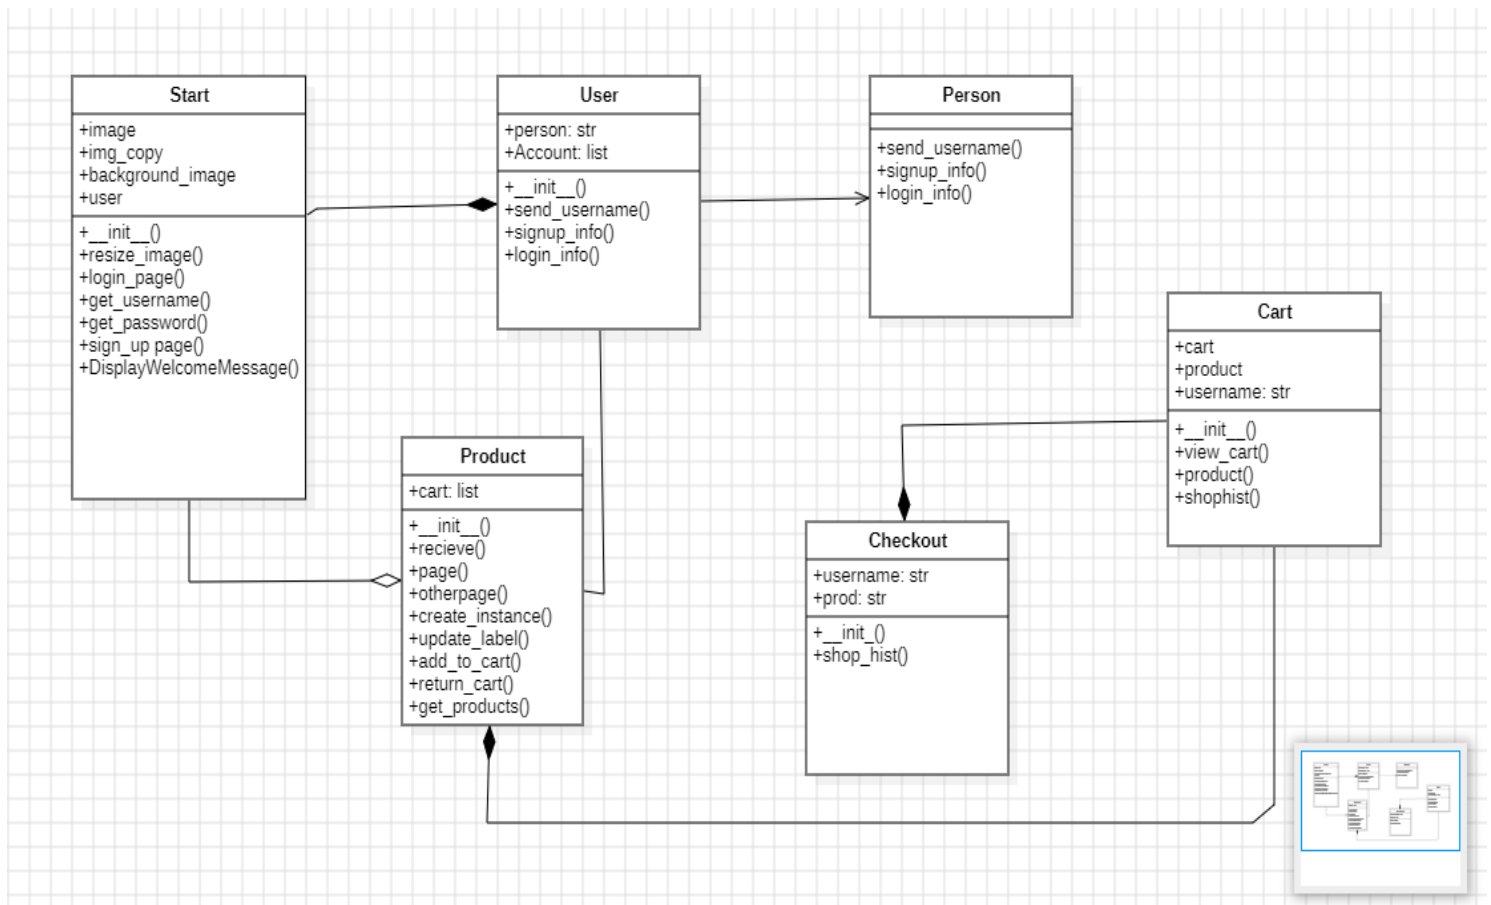 Start
+image
+img_copy
+background_image
+user
+__init__()
+resize_image()
+login_page()
+get_username()
+get_password()
+sign_up page()
+DisplayWelcomeMessage()
User
+person: str
+Account: list
+__init__()
+send_username()
+signup_info()
+login_info()
Person
+send_username()
+signup_info()
+login_info()
Cart
+cart
+product
+username: str
+__init__()
+view_cart()
+product()
+shophist()
Product
+cart: list
+__init__()
+recieve()
+page()
+otherpage()
+create_instance()
+update_label()
+add_to_cart()
+return_cart()
+get_products()
Checkout
+username: str
+prod: str
+__init_()
+shop_hist()